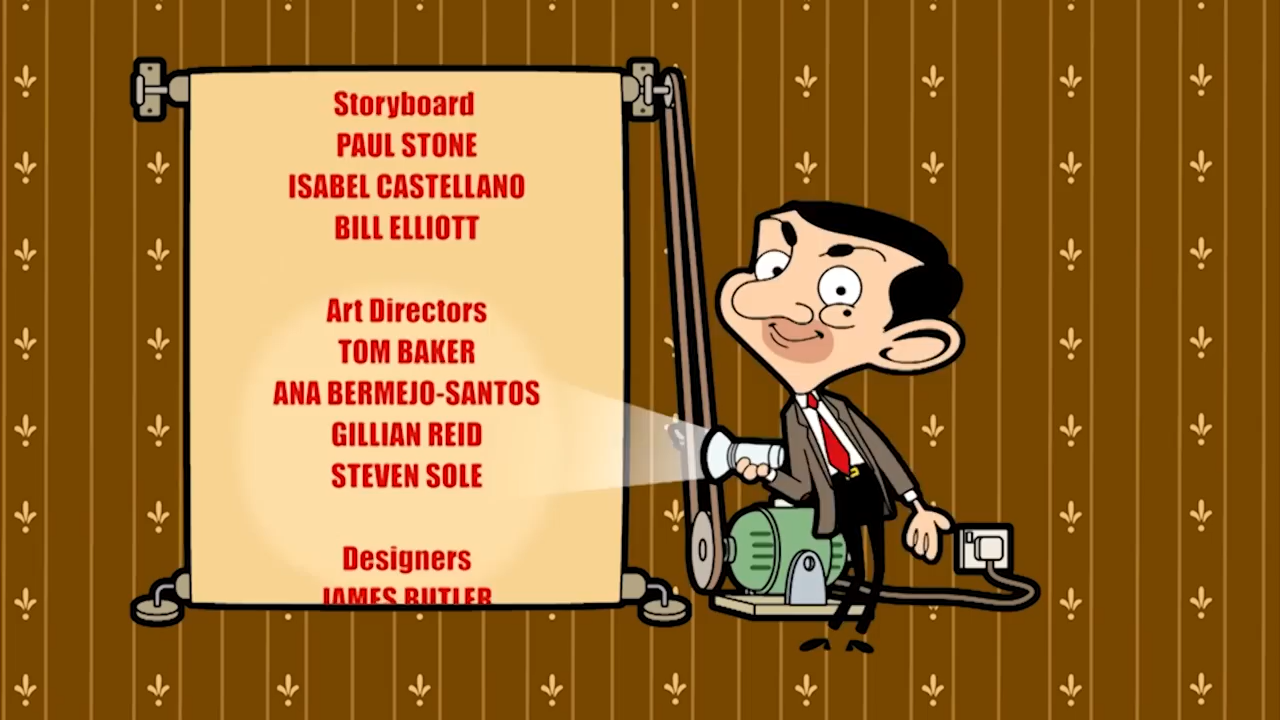 Storyboard
PAUL STONE
ISABEL CASTELLANO
BILL ELLIOTT
Art Directors
TOM BAKER
ANA BERMEJO-SANTOS
GILLIAN REID
STEVEN SOLE
Designers
JAMES BUTLER